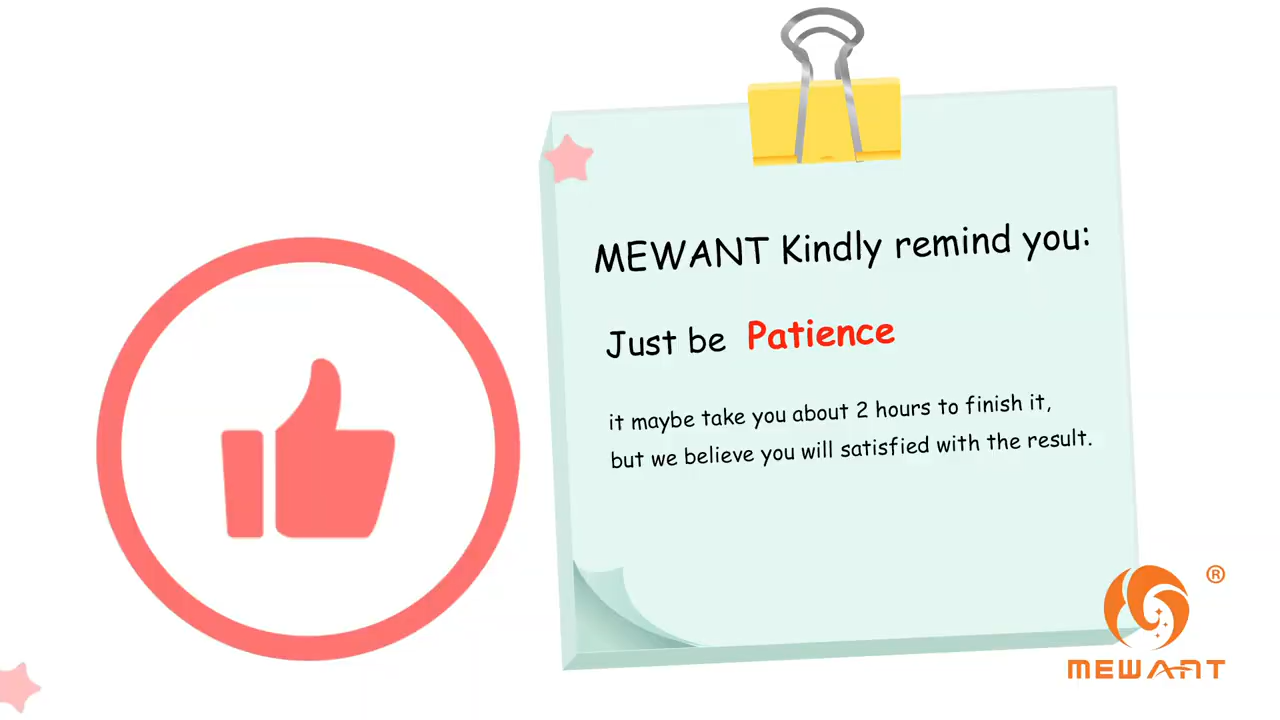 MEWANT Kindly remind you:
Just be Patience
it maybe take you about 2 hours to finish it,
but we believe you will satisfied with the result.
®
MEWANT